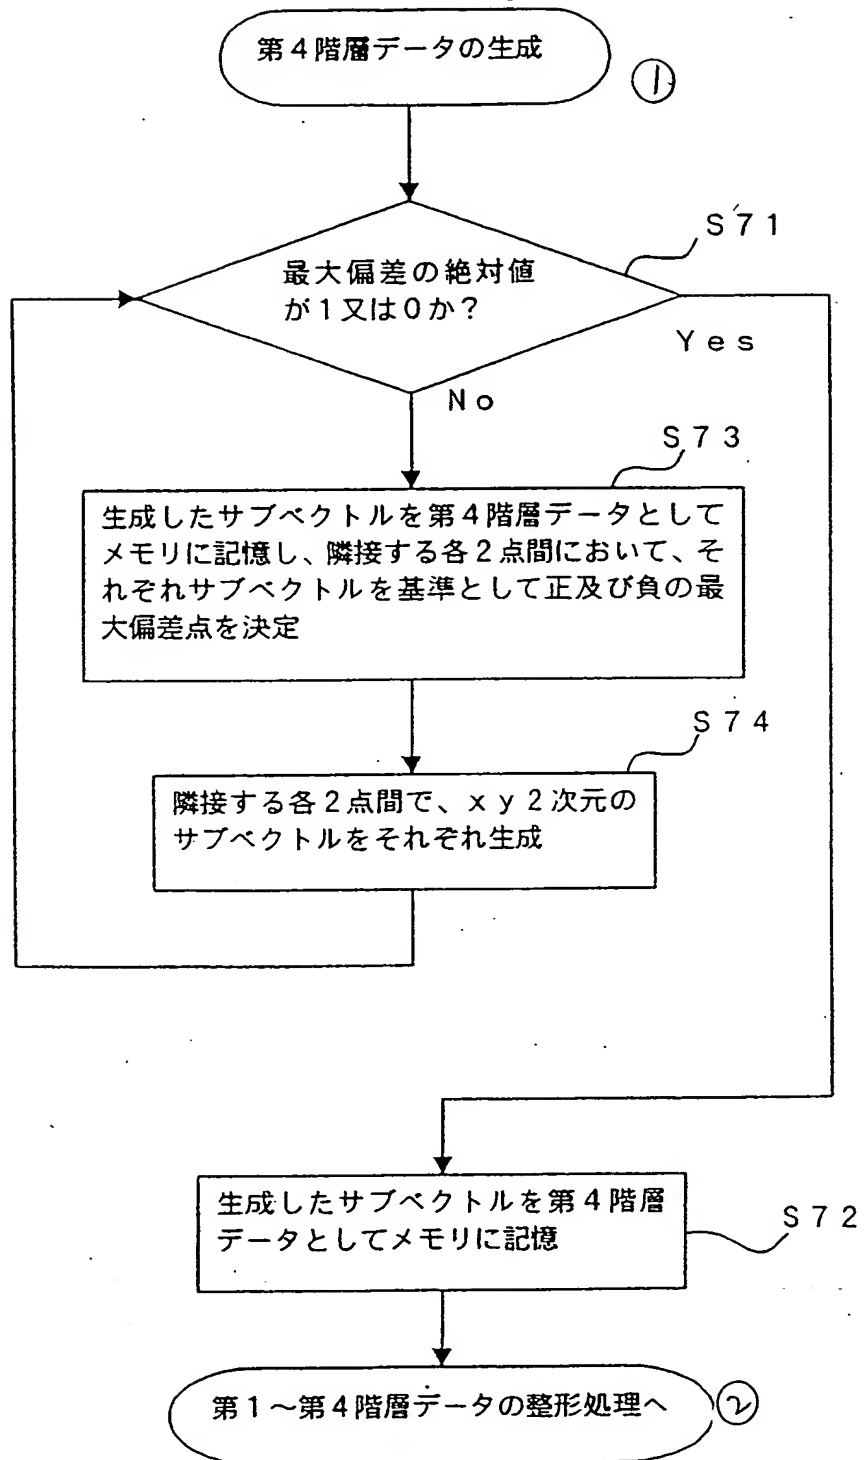 第4階層データの生成
①
S71
最大偏差の絶対値
が1又は0か？
Yes
No
S73
生成したサブベクトルを第4階層データとして
メモリに記憶し、隣接する各2点間において、そ
れぞれサブベクトルを基準として正及び負の最
大偏差点を決定
S74
隣接する各2点間で、xy2次元の
サブベクトルをそれぞれ生成
生成したサブベクトルを第4階層
データとしてメモリに記憶
S72
第1～第4階層データの整形処理へ
②